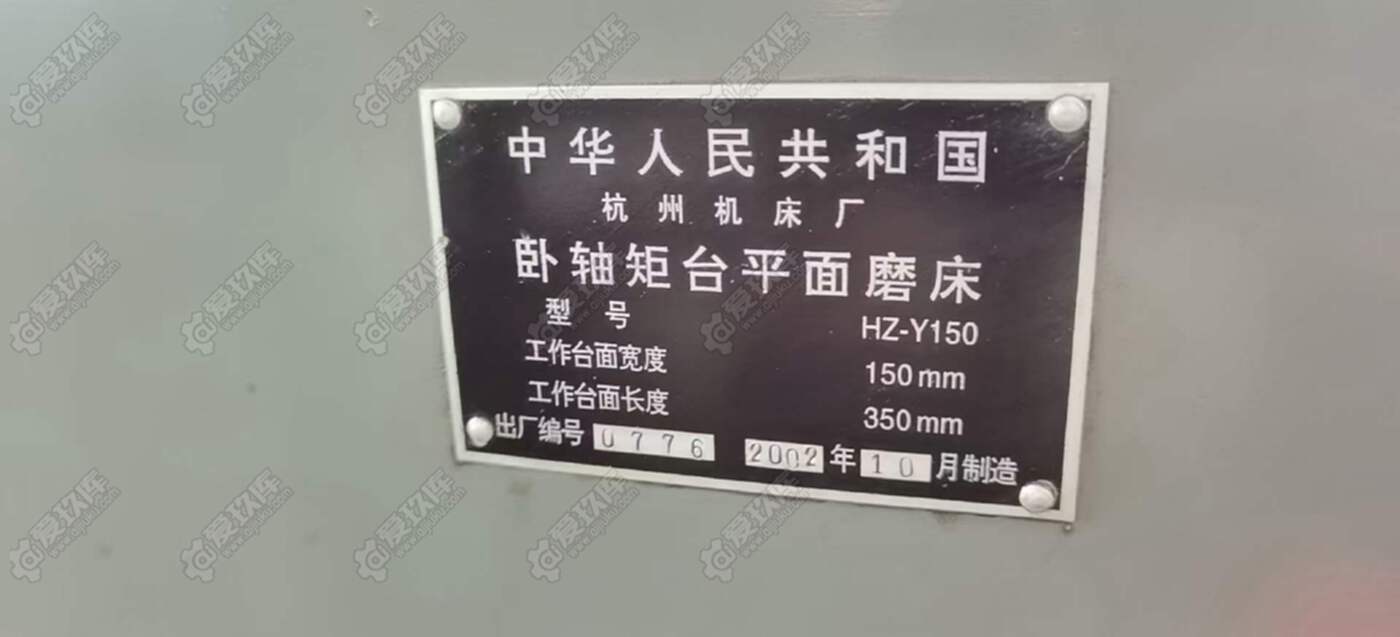 中华人民共和国
杭州机床厂
卧轴矩台平面磨床
型号 HZ-Y150
工作台面宽度 150mm
工作台面长度 350mm
出厂编号 0776 2002年10月制造